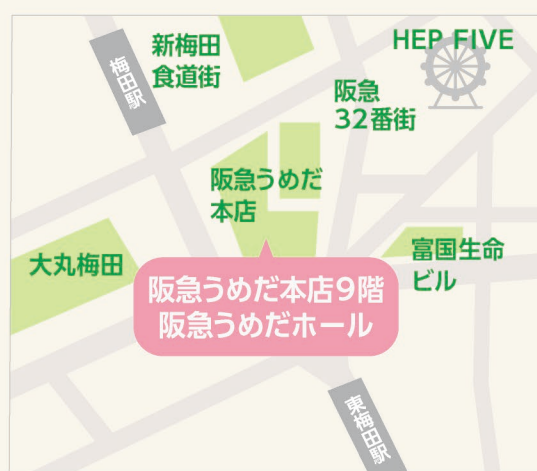 梅田駅
新梅田
食道街
HEP FIVE
阪急
32番街
阪急うめだ
本店
大丸梅田
富国生命
ビル
阪急うめだ本店9階
阪急うめだホール
東梅田駅